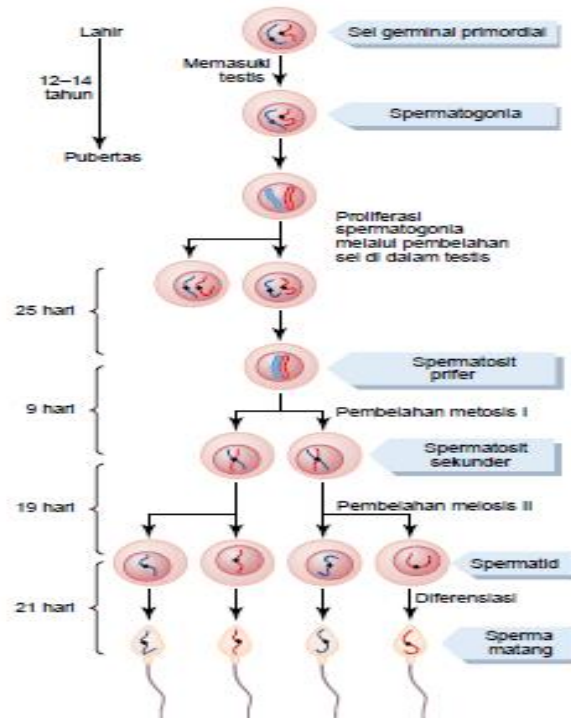 Lahir
12–14
tahun
Pubertas
Sel germinal primordial
Memasuki
testis
Spermatogonia
Proliferasi
spermatogonia
melalui pembelahan
sel di dalam testis
25 hari
Spermatosit
prifer
9 hari
Pembelahan metosis I
Spermatosit
sekunder
19 hari
Pembelahan meiosis II
Spermatid
21 hari
Diferensiasi
Sperma
matang